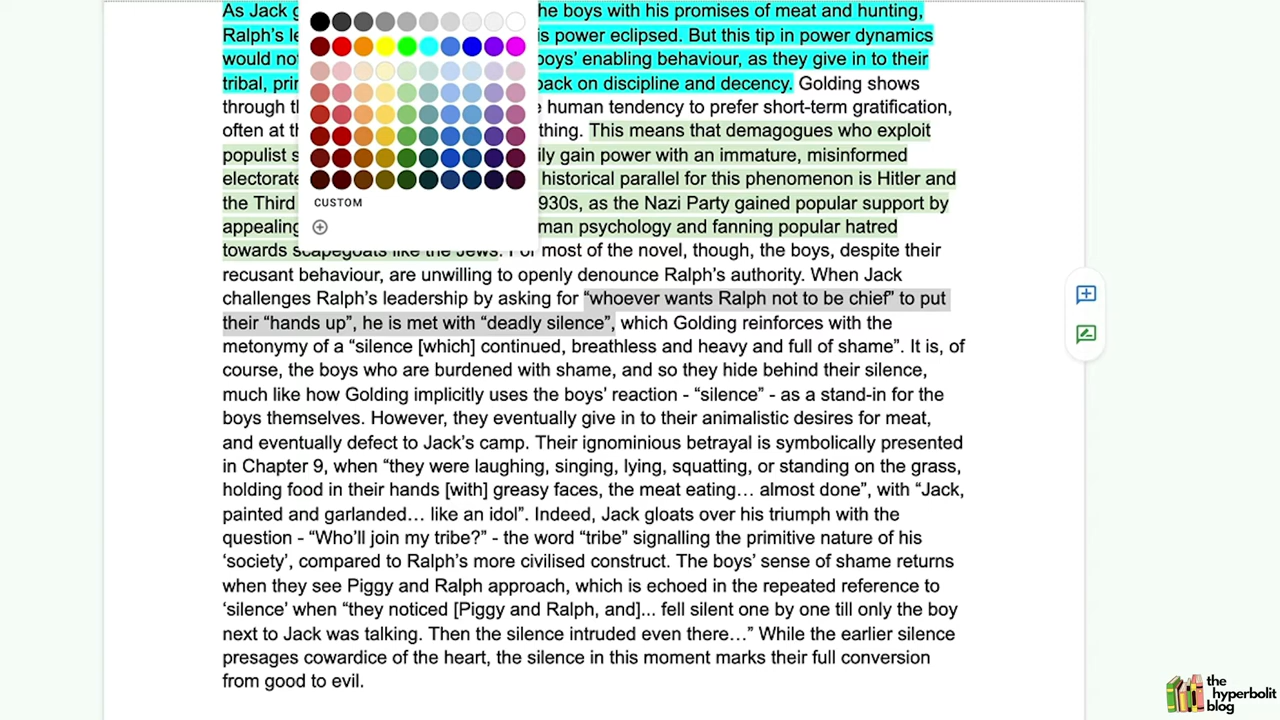 As Jack g he boys with his promises of meat and hunting,
Ralph’s le is power eclipsed. But this tip in power dynamics
would no boys’ enabling behaviour, as they give in to their
tribal, prin back on discipline and decency. Golding shows
through th human tendency to prefer short-term gratification,
often at th thing. This means that demagogues who exploit
populist s ily gain power with an immature, misinformed
electorate historical parallel for this phenomenon is Hitler and
the Third 930s, as the Nazi Party gained popular support by
appealing man psychology and fanning popular hatred
towards scapegoats like the Jews. For most of the novel, though, the boys, despite their
recusant behaviour, are unwilling to openly denounce Ralph’s authority. When Jack
challenges Ralph’s leadership by asking for “whoever wants Ralph not to be chief” to put
their “hands up”, he is met with “deadly silence”, which Golding reinforces with the
metonymy of a “silence [which] continued, breathless and heavy and full of shame”. It is, of
course, the boys who are burdened with shame, and so they hide behind their silence,
much like how Golding implicitly uses the boys’ reaction - “silence” - as a stand-in for the
boys themselves. However, they eventually give in to their animalistic desires for meat,
and eventually defect to Jack’s camp. Their ignominious betrayal is symbolically presented
in Chapter 9, when “they were laughing, singing, lying, squatting, or standing on the grass,
holding food in their hands [with] greasy faces, the meat eating… almost done”, with “Jack,
painted and garlanded… like an idol”. Indeed, Jack gloats over his triumph with the
question - “Who’ll join my tribe?” - the word “tribe” signalling the primitive nature of his
‘society’, compared to Ralph’s more civilised construct. The boys’ sense of shame returns
when they see Piggy and Ralph approach, which is echoed in the repeated reference to
‘silence’ when “they noticed [Piggy and Ralph, and]... fell silent one by one till only the boy
next to Jack was talking. Then the silence intruded even there…” While the earlier silence
presages cowardice of the heart, the silence in this moment marks their full conversion
from good to evil.
CUSTOM
the
hyperbolit
blog